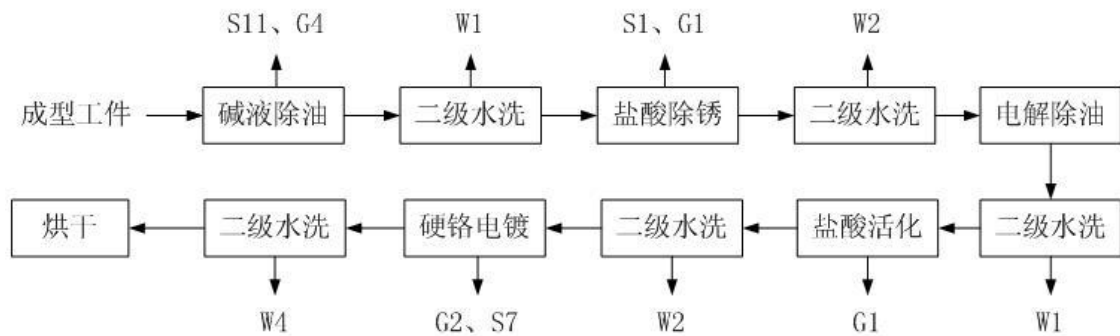 S11、G4 W1 S1、G1 W2
成型工件 碱液除油 二级水洗 盐酸除锈 二级水洗 电解除油
烘干 二级水洗 硬铬电镀 二级水洗 盐酸活化 二级水洗
W4 G2、S7 W2 G1 W1